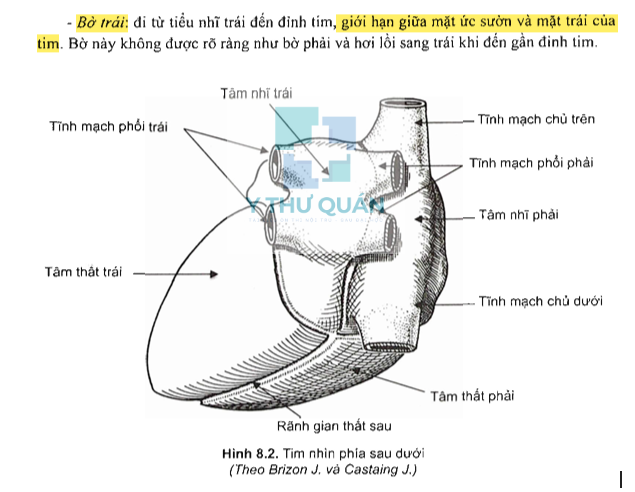 - Bờ trái: đi từ tiểu nhĩ trái đến đỉnh tim, giới hạn giữa mặt ức sườn và mặt trái của
tim. Bờ này không được rõ ràng như bờ phải và hơi lồi sang trái khi đến gần đỉnh tim.
Tâm nhĩ trái
Tĩnh mạch phổi trái
Tĩnh mạch chủ trên
Tĩnh mạch phổi phải
Y THƯ QUÁN
Tâm nhĩ phải
Tâm thất trái
Tĩnh mạch chủ dưới
Tâm thất phải
Rãnh gian thất sau
Hình 8.2. Tim nhìn phía sau dưới
(Theo Brizon J. và Castaing J.)